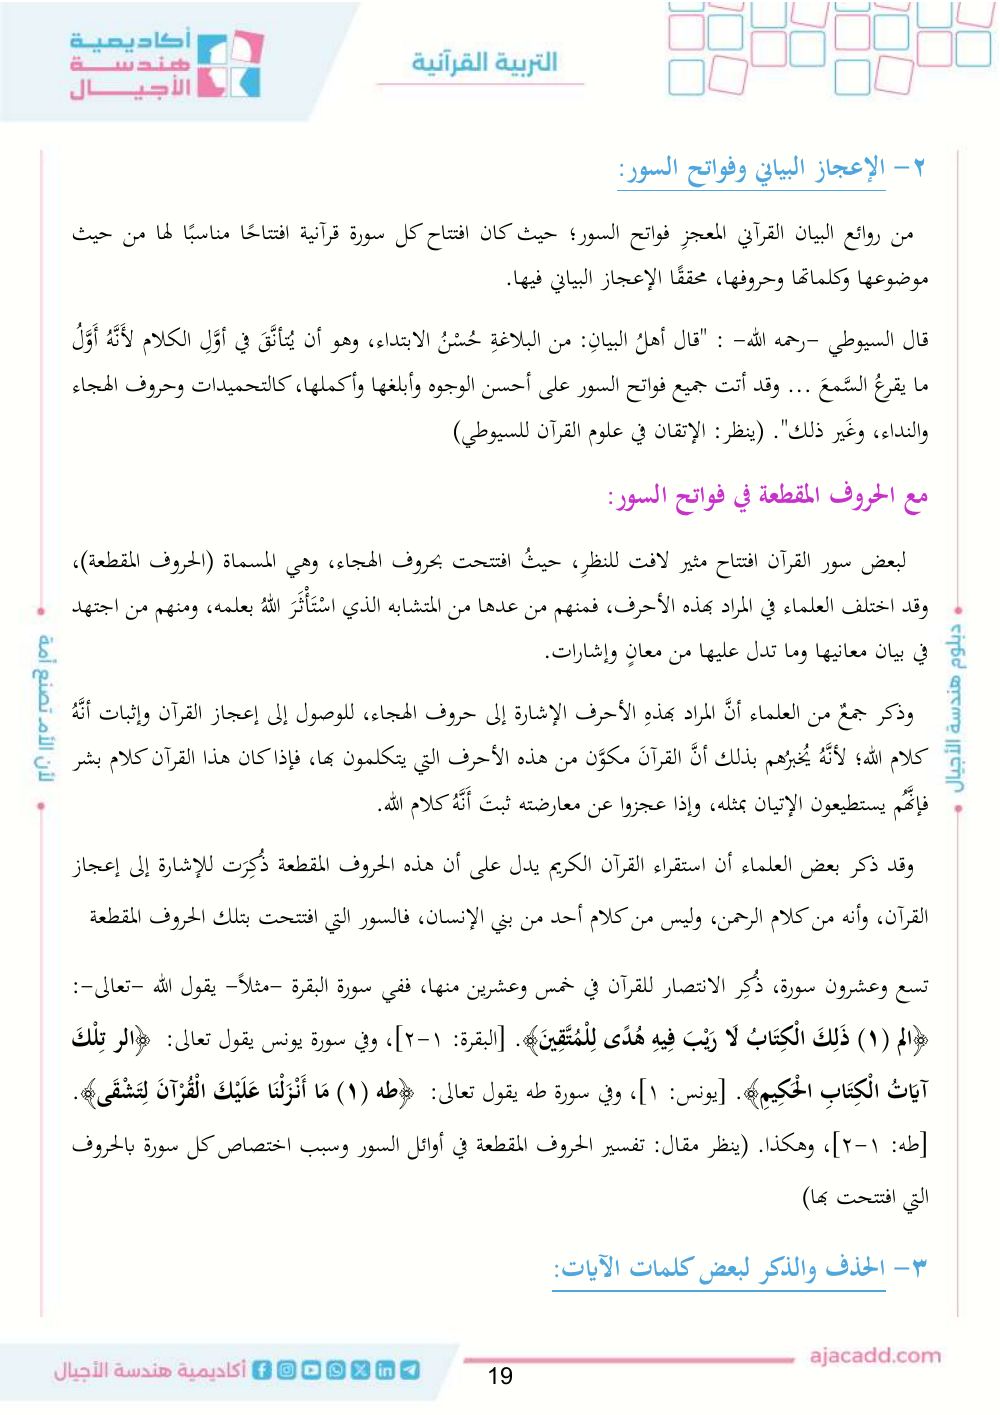 أكاديمية
هندسة
الأجيال
التربية القرآنية
٢- الإعجاز البياني وفواتح السور:
من روائع البيان القرآني المعجزِ فواتح السور؛ حيث كان افتتاح كل سورة قرآنية افتتاحًا مناسبًا لها من حيث
موضوعها وكلماتها وحروفها، محققًا الإعجاز البياني فيها.
قال السيوطي -رحمه الله- : "قال أهلُ البيانِ: من البلاغةِ حُسْنُ الابتداء، وهو أن يُتأنَّقَ في أوَّلِ الكلام لأَنَّهُ أَوَّلُ
ما يقرعُ السَّمعَ ... وقد أتت جميع فواتح السور على أحسن الوجوه وأبلغها وأكملها، كالتحميدات وحروف الهجاء
والنداء، وغَير ذلك". (ينظر: الإتقان في علوم القرآن للسيوطي)
مع الحروف المقطعة في فواتح السور:
لبعض سور القرآن افتتاح مثير لافت للنظرِ، حيثُ افتتحت بحروف الهجاء، وهي المسماة (الحروف المقطعة)،
وقد اختلف العلماء في المراد بهذه الأحرف، فمنهم من عدها من المتشابه الذي اسْتَأْثَرَ اللهُ بعلمه، ومنهم من اجتهد
في بيان معانيها وما تدل عليها من معانٍ وإشارات.
وذكر جمعٌ من العلماء أنَّ المراد بهذهِ الأحرف الإشارة إلى حروف الهجاء، للوصول إلى إعجاز القرآن وإثبات أنَّهُ
كلام الله؛ لأنَّهُ يُخبرُهم بذلك أنَّ القرآنَ مكوَّن من هذه الأحرف التي يتكلمون بها، فإذا كان هذا القرآن كلام بشر
فإنَّهُم يستطيعون الإتيان بمثله، وإذا عجزوا عن معارضته ثبتَ أنَّهُ كلام الله.
وقد ذكر بعض العلماء أن استقراء القرآن الكريم يدل على أن هذه الحروف المقطعة ذُكِرَت للإشارة إلى إعجاز
القرآن، وأنه من كلام الرحمن، وليس من كلام أحد من بني الإنسان، فالسور التي افتتحت بتلك الحروف المقطعة
تسع وعشرون سورة، ذُكِر الانتصار للقرآن في خمس وعشرين منها، ففي سورة البقرة -مثلاً- يقول الله -تعالى-:
﴿الم (١) ذَلِكَ الْكِتَابُ لَا رَيْبَ فِيهِ هُدًى لِلْمُتَّقِينَ﴾. [البقرة: ١-٢]، وفي سورة يونس يقول تعالى: ﴿الر تِلْكَ
آيَاتُ الْكِتَابِ الْحَكِيمِ﴾. [يونس: ١]، وفي سورة طه يقول تعالى: ﴿طه (١) مَا أَنْزَلْنَا عَلَيْكَ الْقُرْآنَ لِتَشْقَى﴾.
[طه: ١-٢]، وهكذا. (ينظر مقال: تفسير الحروف المقطعة في أوائل السور وسبب اختصاص كل سورة بالحروف
التي افتتحت بها)
٣- الحذف والذكر لبعض كلمات الآيات:
دبلوم هندسة الأجيال
لأن الأم تصنع أمة
ajacadd.com
19
أكاديمية هندسة الأجيال